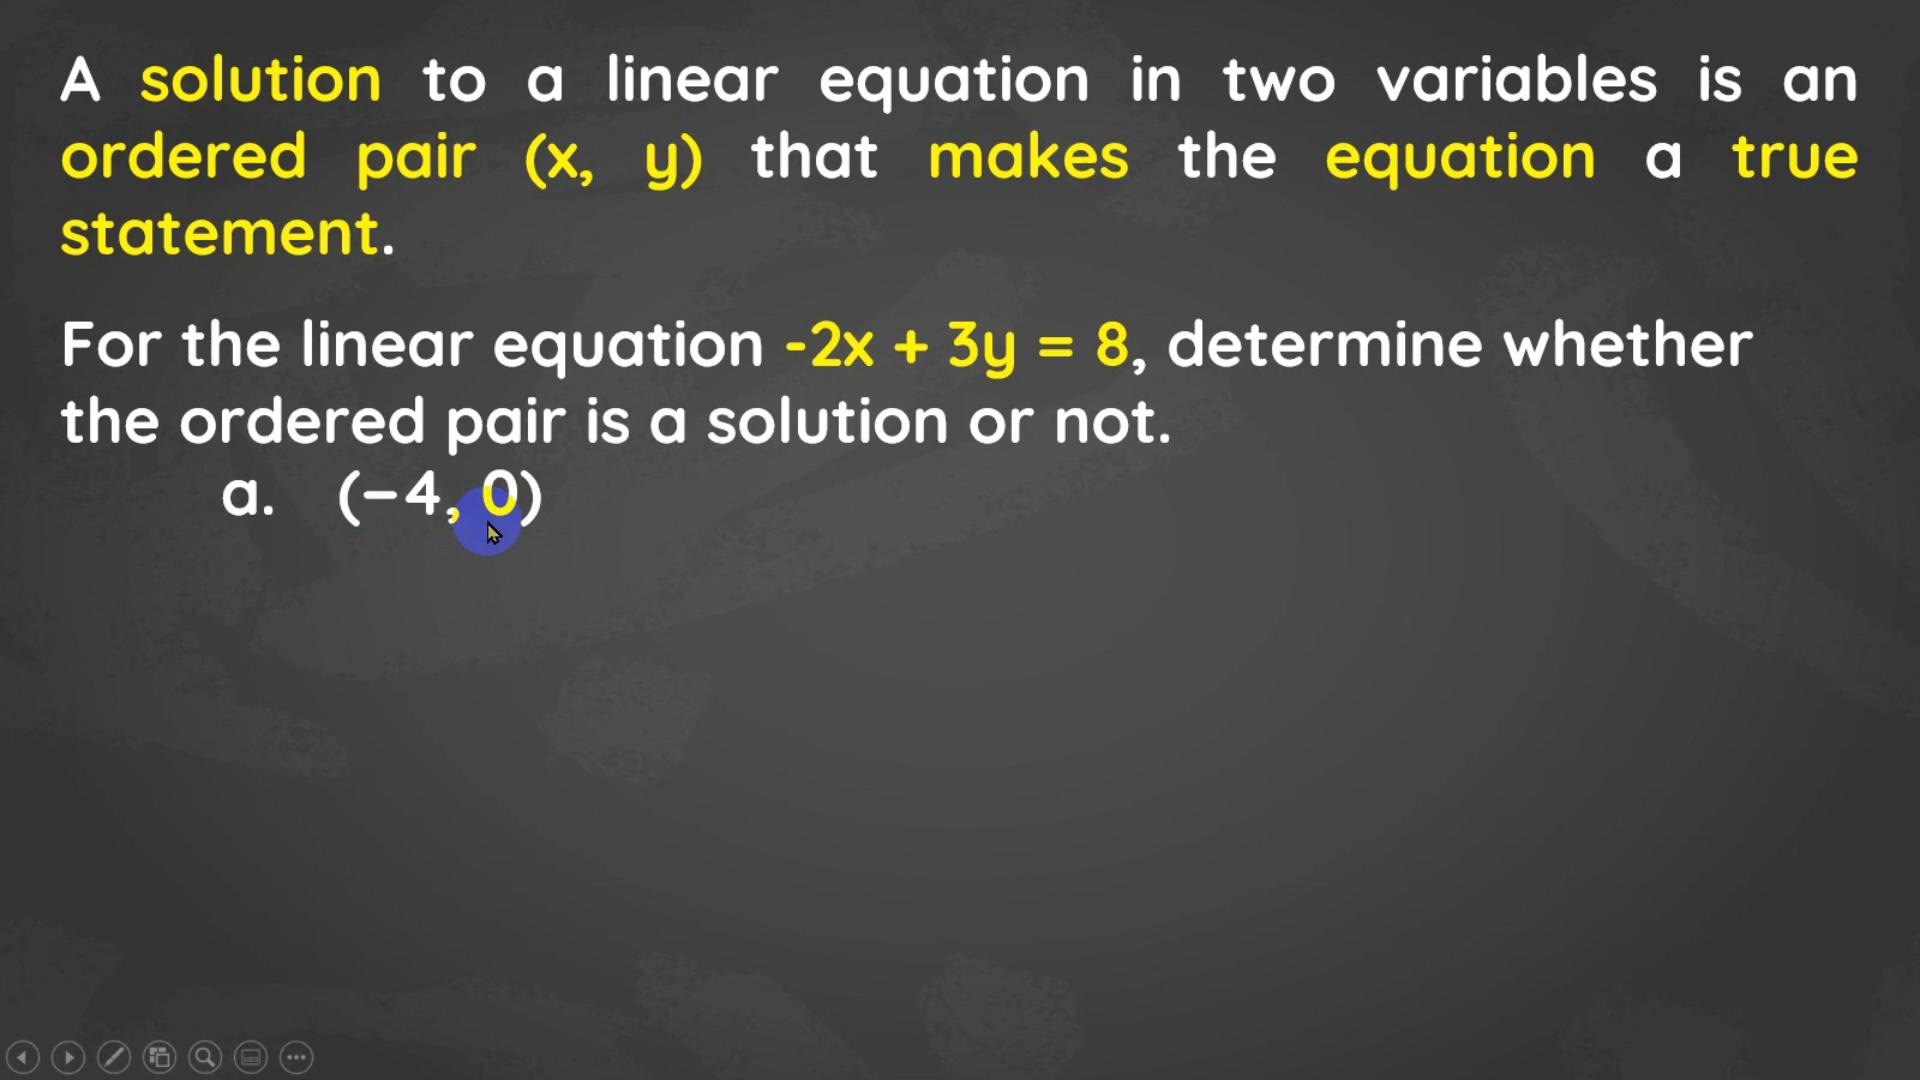 A solution to a linear equation in two variables is an
ordered pair (x, y) that makes the equation a true
statement.
For the linear equation -2x + 3y = 8, determine whether
the ordered pair is a solution or not.
a. (−4, 0)